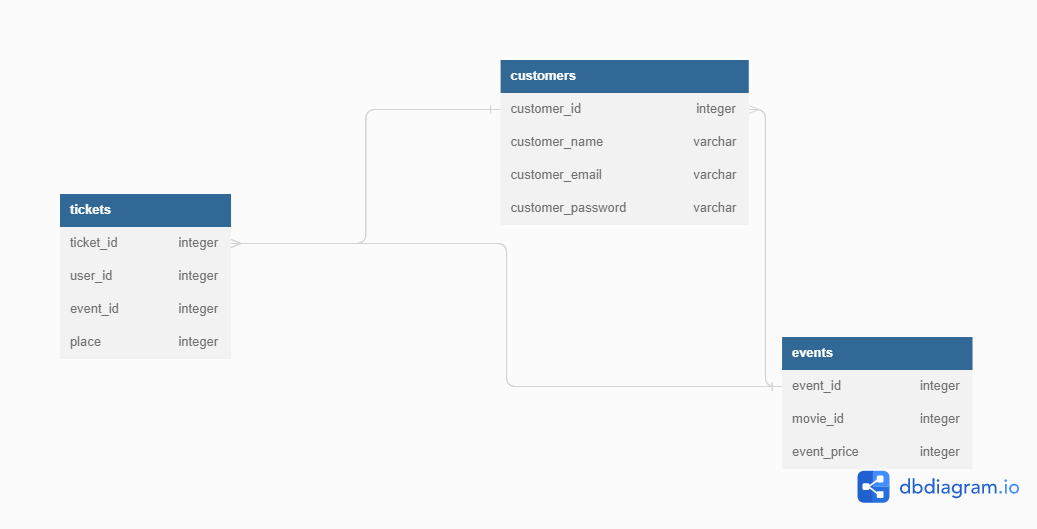 customers
customer_id integer
customer_name varchar
customer_email varchar
customer_password varchar
tickets
ticket_id integer
user_id integer
event_id integer
place integer
events
event_id integer
movie_id integer
event_price integer
dbdiagram.io